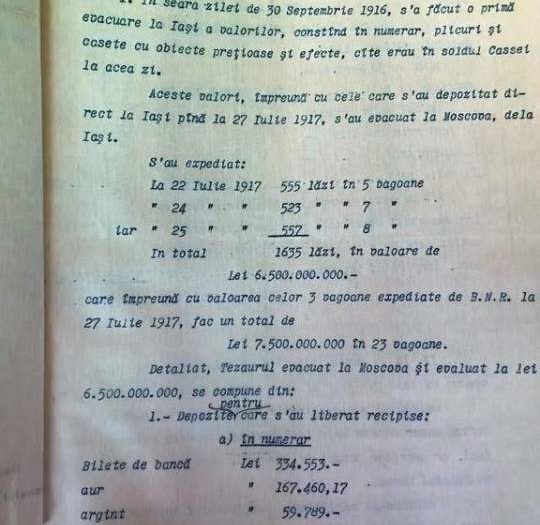 1. In seara zilet de 30 Septembrie 1916, s'a făcut o primă
evacuare la Iaşi a valorilor, constînd în numerar, plicuri şi
casete cu obiecte preţioase şi efecte, cîte erau în soldul Cassei
la acea zi.
Aceste valori, împreună cu cele care s'au depozitat di-
rect la Iaşi pînă la 27 Iulie 1917, s'au evacuat la Moscova, dela
Iaşi.
S'au expediat:
La 22 Iulie 1917 555 lăzi în 5 vagoane
" 24 " " 523 " " 7 "
iar " 25 " " 557 " " 8 "
In total 1635 lăzi, în valoare de
Lei 6.500.000.000.-
care împreună cu valoarea celor 3 vagoane expediate de B.N.R. la
27 Iulie 1917, fac un total de
Lei 7.500.000.000 în 23 vagoane.
Detaliat, Tezaurul evacuat la Moscova şi evaluat la lei
6.500.000.000, se compune din:
pentru
1.- Depozite care s'au liberat recipise:
a) în numerar
Bilete de bancă Lei 334.553.-
aur " 167.460,17
argint " 59.789.-